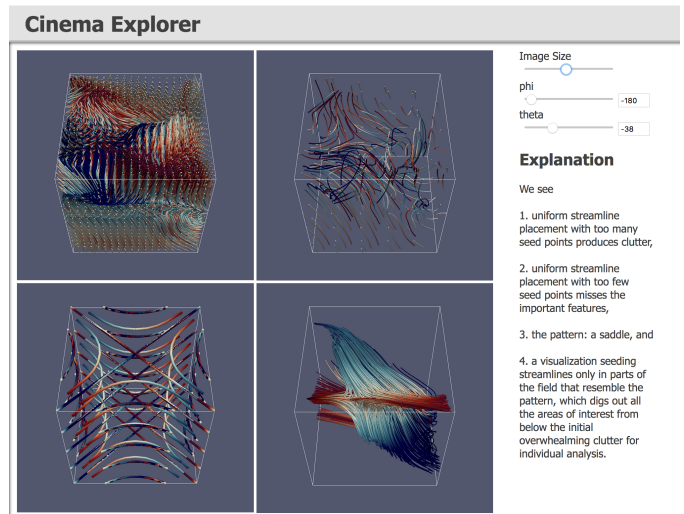 Cinema Explorer
Image Size
phi
-180
theta
-38
Explanation
We see
1. uniform streamline
placement with too many
seed points produces clutter,
2. uniform streamline
placement with too few
seed points misses the
important features,
3. the pattern: a saddle, and
4. a visualization seeding
streamlines only in parts of
the field that resemble the
pattern, which digs out all
the areas of interest from
below the initial
overwhealming clutter for
individual analysis.